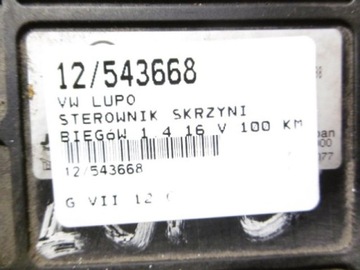 12/543668
VW LUPO
STEROWNIK SKRZYNI
BIEGÓW 1 4 16 V 100 KM
12/543668
G VII 12